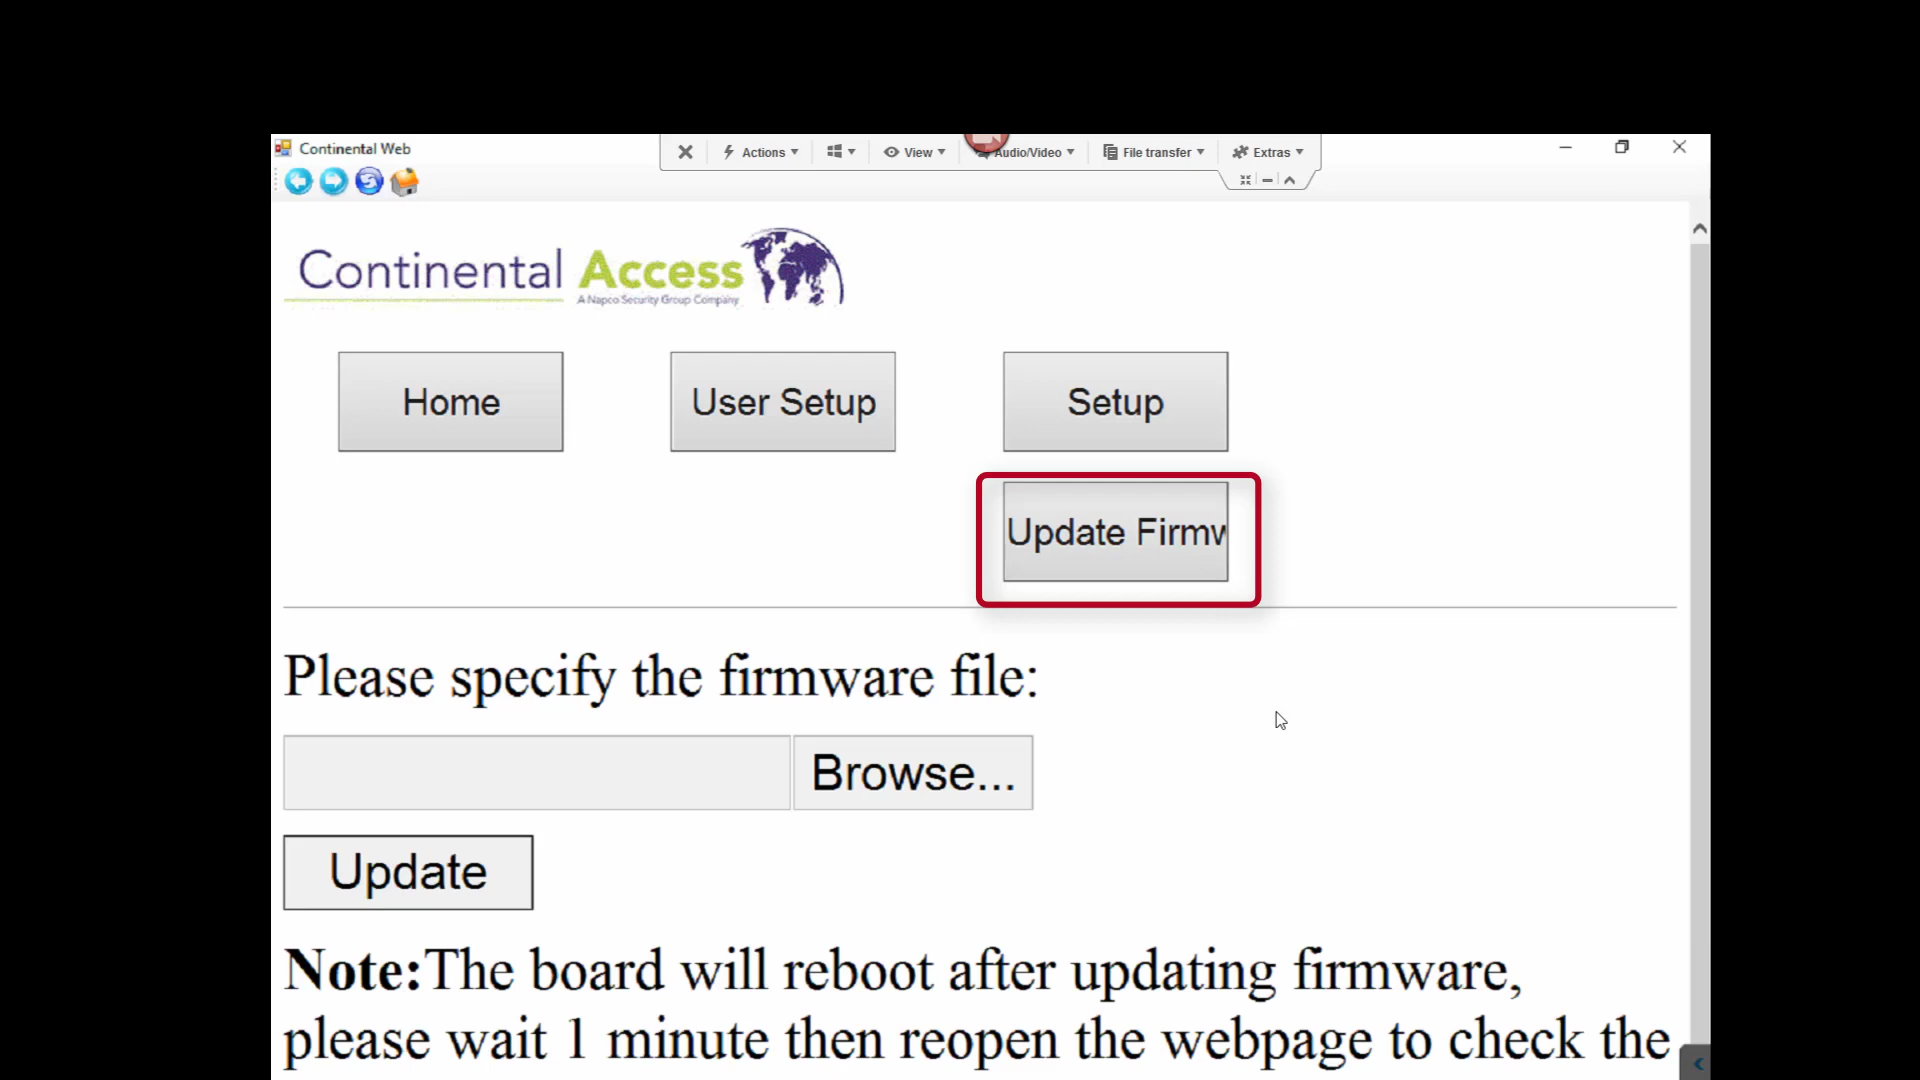 Continental Web
Actions
View
Audio/Video
File transfer
Extras
Continental Access
A Napco Security Group Company
Home
User Setup
Setup
Update Firmw
Please specify the firmware file:
Browse...
Update
Note:The board will reboot after updating firmware,
please wait 1 minute then reopen the webpage to check the